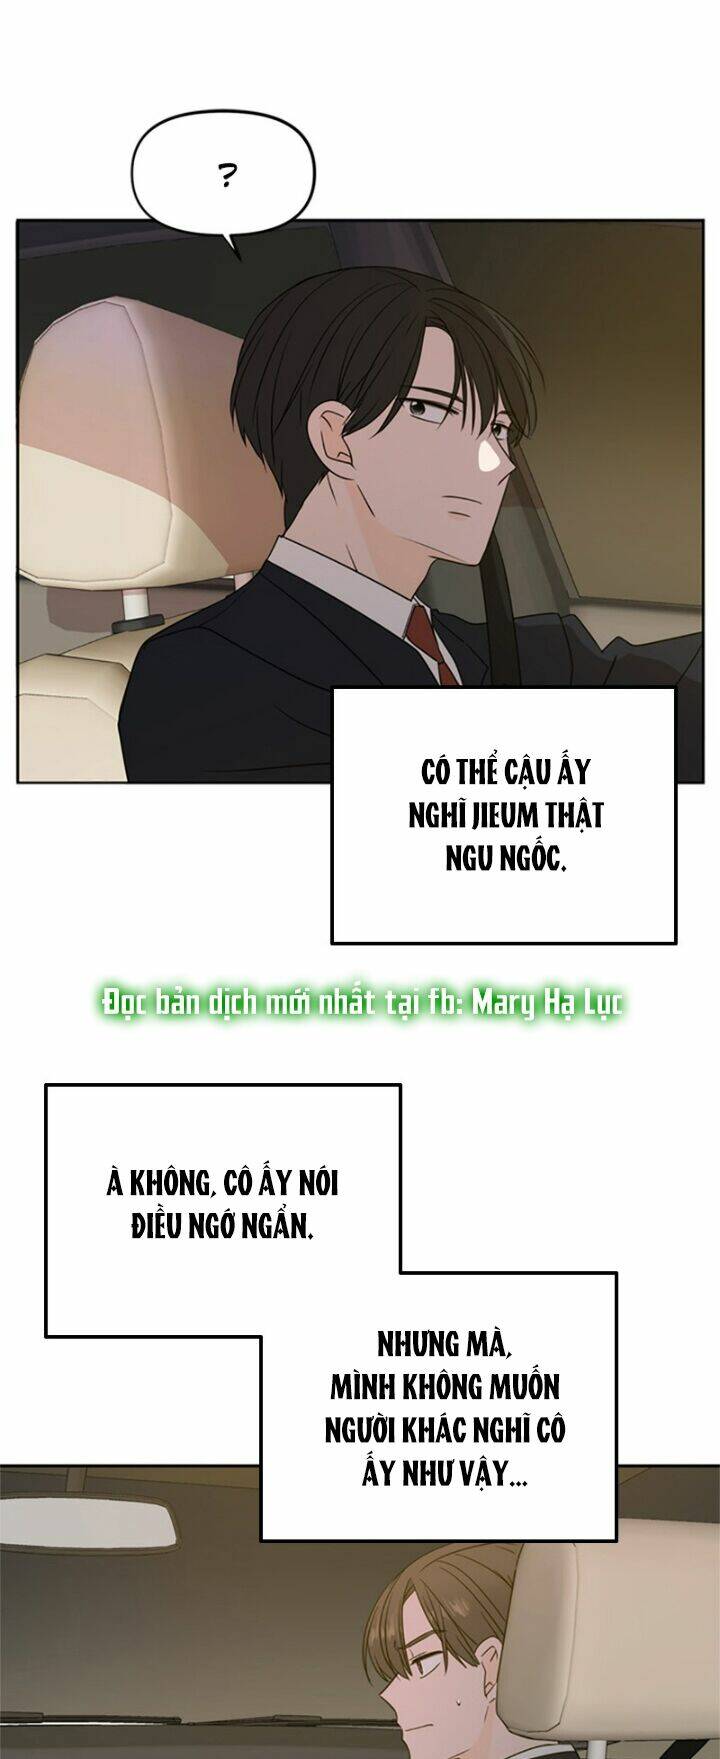 ?
CÓ THỂ CẬU ẤY
NGHĨ JIEUM THẬT
NGU NGỐC.
Đọc bản dịch mới nhất tại fb: Mary Hạ Lục
À KHÔNG, CÔ ẤY NÓI
ĐIỀU NGỚ NGẨN.
NHƯNG MÀ,
MÌNH KHÔNG MUỐN
NGƯỜI KHÁC NGHĨ CÔ
ẤY NHƯ VẬY...